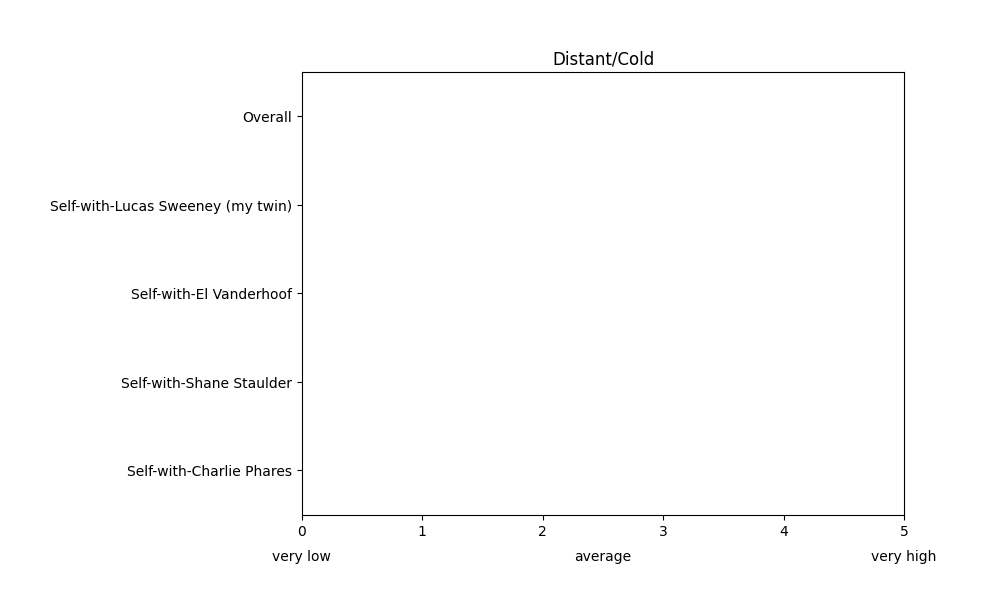 Distant/Cold
Overall
Self-with-Lucas Sweeney (my twin)
Self-with-El Vanderhoof
Self-with-Shane Staulder
Self-with-Charlie Phares
0 1 2 3 4 5
very low average very high